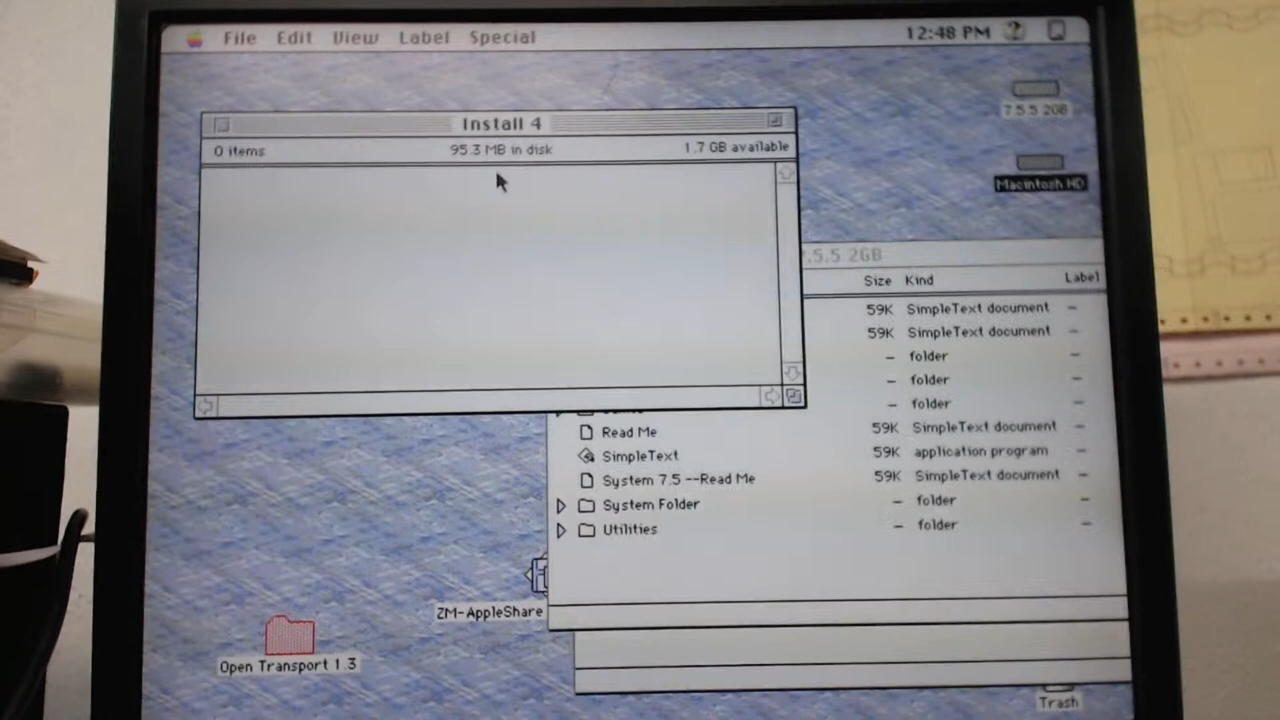 File Edit View Label Special 12:48 PM
7.5.5 2GB
Macintosh HD
Install 4
0 items 95.3 MB in disk 1.7 GB available
7.5.5 2GB
Size Kind Label
59K SimpleText document –
59K SimpleText document –
– folder –
– folder –
– folder –
Read Me 59K SimpleText document –
SimpleText 59K application program –
System 7.5 --Read Me 59K SimpleText document –
System Folder – folder –
Utilities – folder –
ZM-AppleShare
Open Transport 1.3
Trash